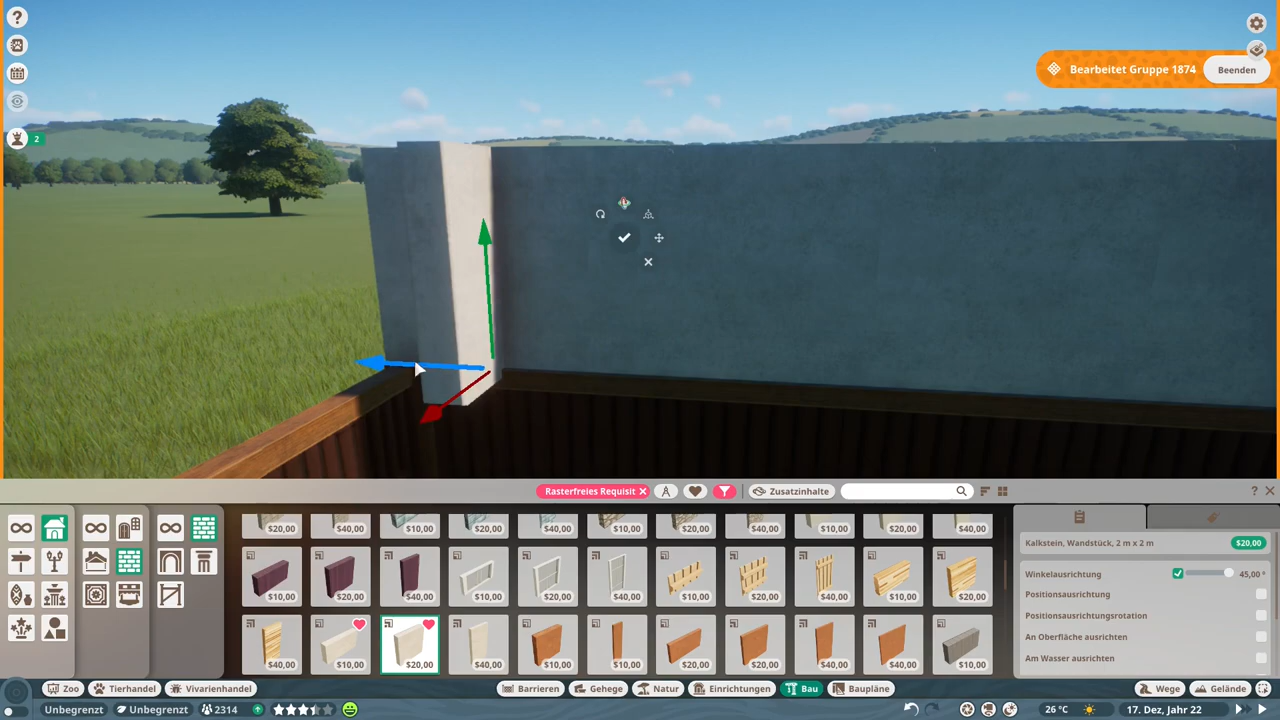 ?
2
Bearbeitet Gruppe 1874
Beenden
Rasterfreies Requisit
Zusatzinhalte
?
$20,00 $40,00 $10,00 $20,00 $40,00 $10,00 $20,00 $40,00 $10,00 $20,00 $40,00
$10,00 $20,00 $40,00 $10,00 $20,00 $40,00 $10,00 $20,00 $40,00 $10,00 $20,00
$40,00 $10,00 $20,00 $40,00 $10,00 $10,00 $20,00 $20,00 $40,00 $40,00 $10,00
Kalkstein, Wandstück, 2 m x 2 m
$20,00
Winkelausrichtung
45,00 °
Positionsausrichtung
Positionsausrichtungsrotation
An Oberfläche ausrichten
Am Wasser ausrichten
Zoo
Tierhandel
Vivarienhandel
Barrieren
Gehege
Natur
Einrichtungen
Bau
Baupläne
Wege
Gelände
Unbegrenzt
Unbegrenzt
2314
26 °C
17. Dez, Jahr 22